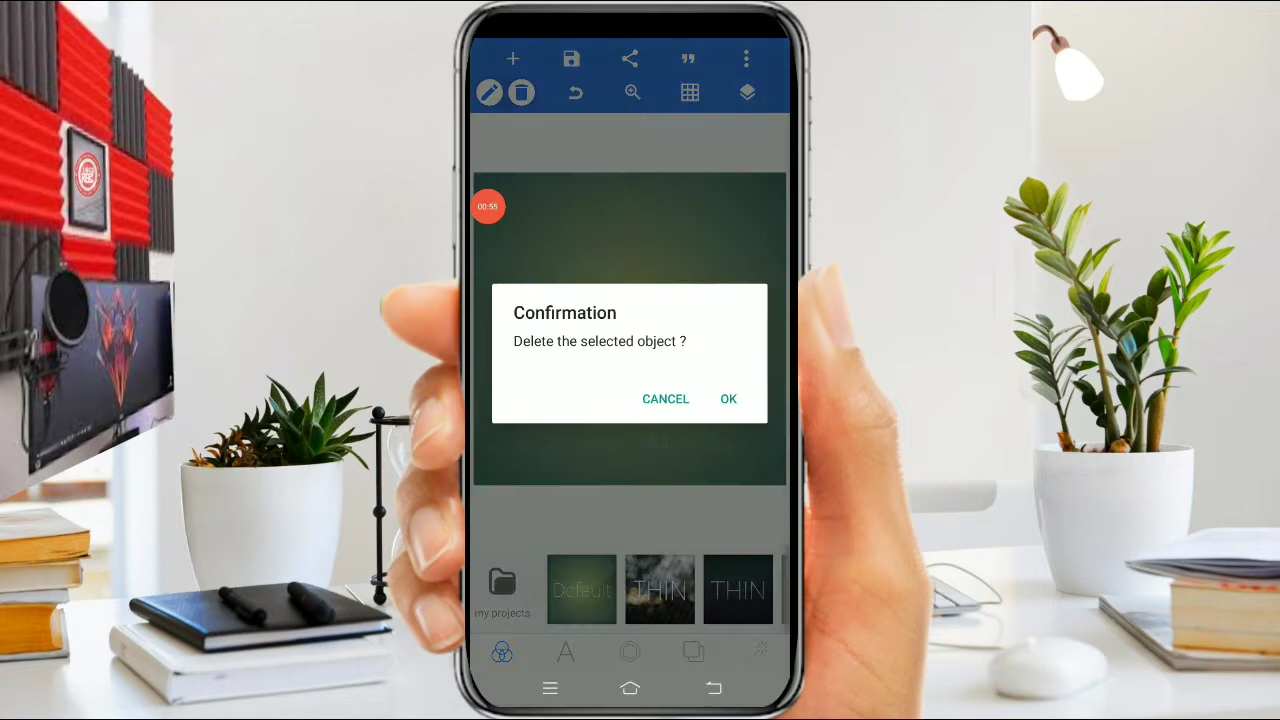 00:55
Confirmation
Delete the selected object ?
CANCEL OK
Default THIN THIN
my projects